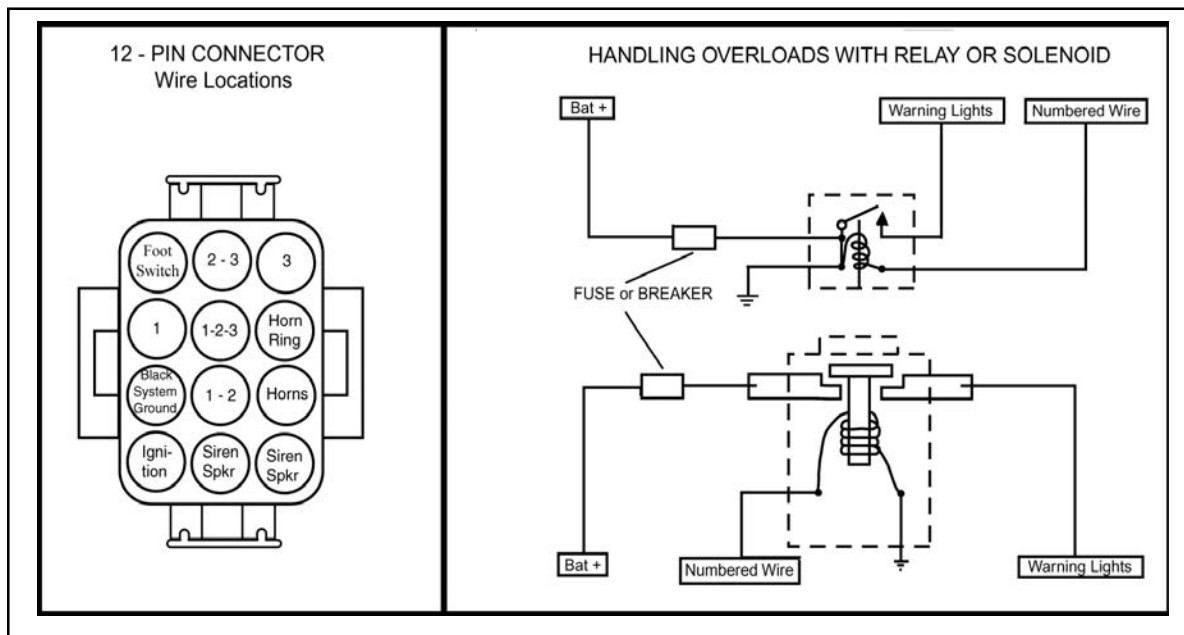 12 - PIN CONNECTOR
Wire Locations
Foot
Switch
2 - 3
3
1
1-2-3
Horn
Ring
Black
System
Ground
1 - 2
Horns
Igni-
tion
Siren
Spkr
Siren
Spkr
HANDLING OVERLOADS WITH RELAY OR SOLENOID
Bat +
Warning Lights
Numbered Wire
FUSE or BREAKER
Bat +
Numbered Wire
Warning Lights